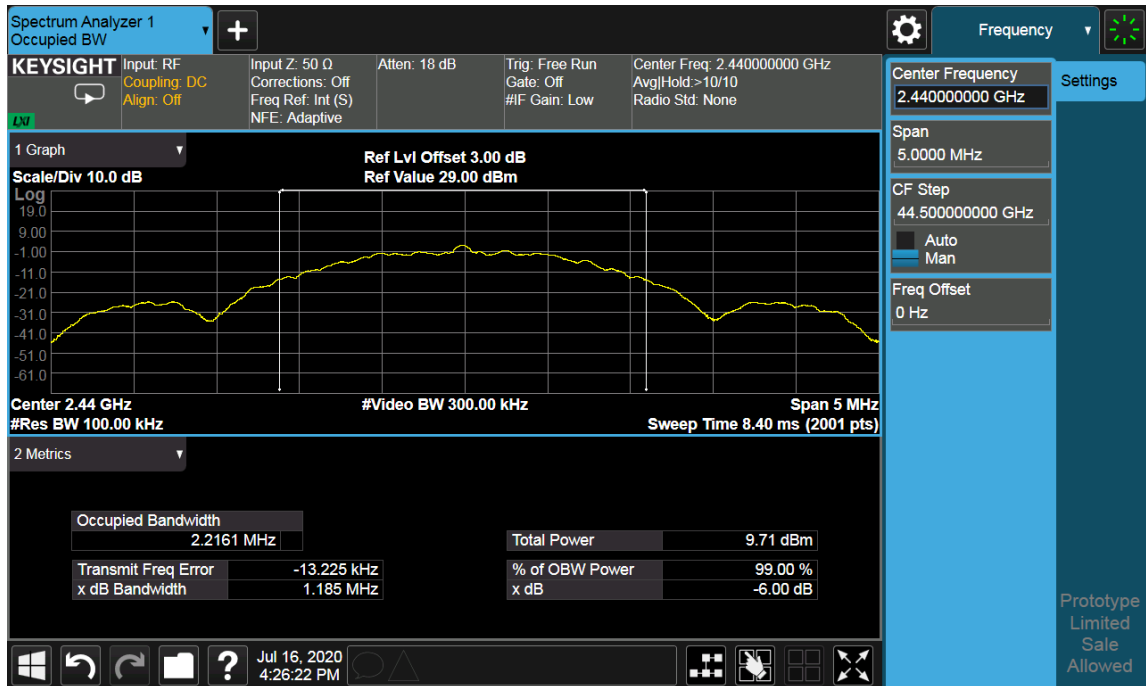 Spectrum Analyzer 1
Occupied BW
+
Frequency
KEYSIGHT
LXI
Input: RF
Coupling: DC
Align: Off
Input Z: 50 Ω
Corrections: Off
Freq Ref: Int (S)
NFE: Adaptive
Atten: 18 dB
Trig: Free Run
Gate: Off
#IF Gain: Low
Center Freq: 2.440000000 GHz
Avg|Hold:>10/10
Radio Std: None
1 Graph
Scale/Div 10.0 dB
Ref Lvl Offset 3.00 dB
Ref Value 29.00 dBm
Log
19.0
9.00
-1.00
-11.0
-21.0
-31.0
-41.0
-51.0
-61.0
Center 2.44 GHz
#Res BW 100.00 kHz
#Video BW 300.00 kHz
Span 5 MHz
Sweep Time 8.40 ms (2001 pts)
2 Metrics
Occupied Bandwidth
2.2161 MHz
Transmit Freq Error -13.225 kHz
x dB Bandwidth 1.185 MHz
Total Power 9.71 dBm
% of OBW Power 99.00 %
x dB -6.00 dB
?
Jul 16, 2020
4:26:22 PM
Center Frequency
2.440000000 GHz
Span
5.0000 MHz
CF Step
44.500000000 GHz
Auto
Man
Freq Offset
0 Hz
Settings
Prototype
Limited
Sale
Allowed